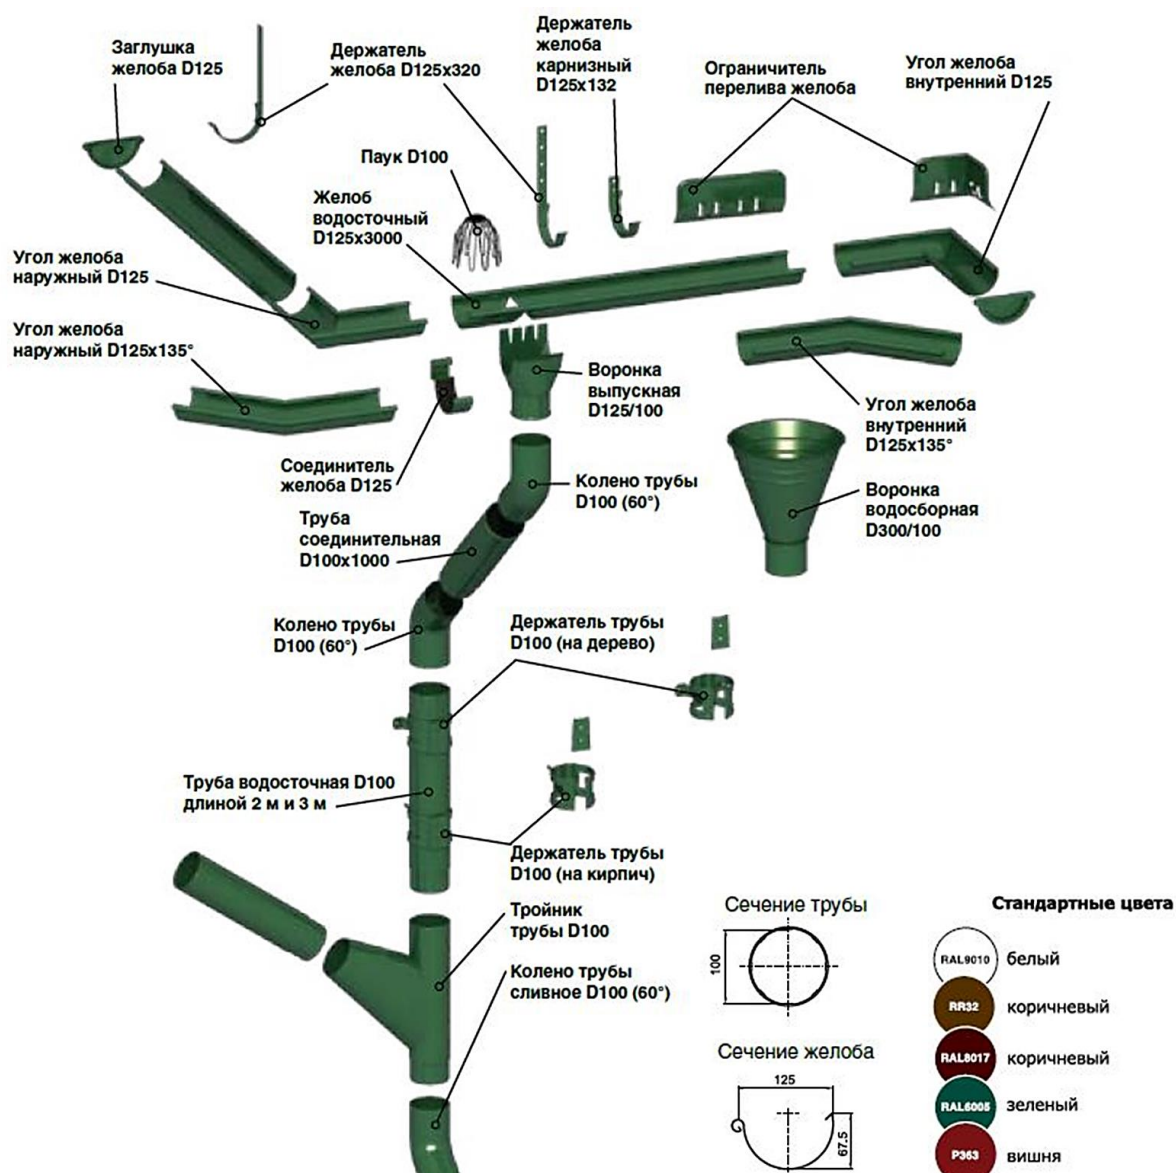 Заглушка
желоба D125
Держатель
желоба D125x320
Держатель
желоба
карнизный
D125x132
Ограничитель
перелива желоба
Угол желоба
внутренний D125
Паук D100
Желоб
водосточный
D125x3000
Угол желоба
наружный D125
Угол желоба
наружный D125x135°
Воронка
выпускная
D125/100
Угол желоба
внутренний
D125x135°
Соединитель
желоба D125
Колено трубы
D100 (60°)
Воронка
водосборная
D300/100
Труба
соединительная
D100x1000
Колено трубы
D100 (60°)
Держатель трубы
D100 (на дерево)
Труба водосточная D100
длиной 2 м и 3 м
Держатель трубы
D100 (на кирпич)
Тройник
трубы D100
Колено трубы
сливное D100 (60°)
Сечение трубы
100
Сечение желоба
125
67.5
Стандартные цвета
RAL9010 белый
RR32 коричневый
RAL8017 коричневый
RAL6005 зеленый
P363 вишня